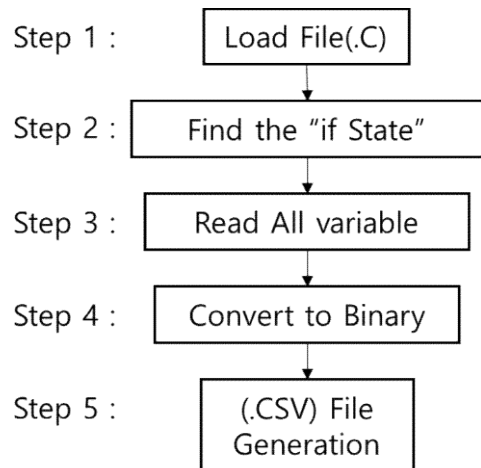 Step 1 : Load File(.C)
Step 2 : Find the “if State”
Step 3 : Read All variable
Step 4 : Convert to Binary
Step 5 : (.CSV) File
Generation